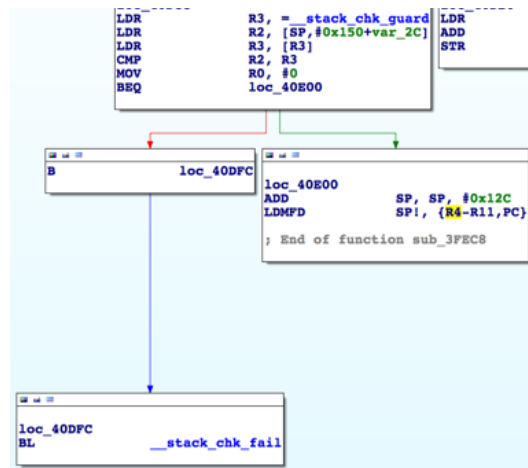 LDR R3, =__stack_chk_guard
LDR R2, [SP,#0x150+var_2C]
LDR R3, [R3]
CMP R2, R3
MOV R0, #0
BEQ loc_40E00
LDR
ADD
STR
B loc_40DFC
loc_40E00
ADD SP, SP, #0x12C
LDMFD SP!, {R4-R11,PC}
; End of function sub_3FEC8
loc_40DFC
BL __stack_chk_fail